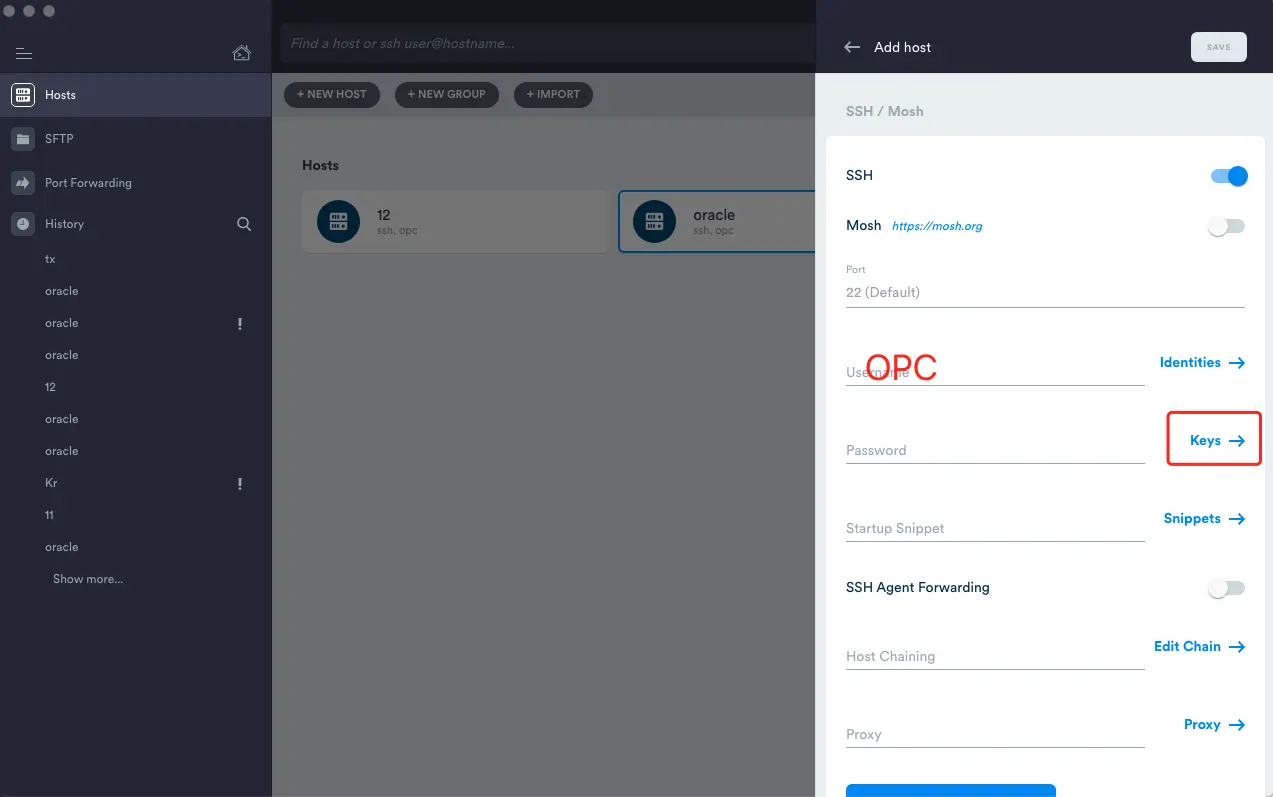 Hosts
SFTP
Port Forwarding
History
tx
oracle
oracle
!
oracle
12
oracle
oracle
Kr
!
11
oracle
Show more...
Find a host or ssh user@hostname...
+ NEW HOST
+ NEW GROUP
+ IMPORT
Hosts
12
ssh, opc
oracle
ssh, opc
Add host
SAVE
SSH / Mosh
SSH
Mosh https://mosh.org
Port
22 (Default)
Username
OPC
Identities
Password
Keys
Startup Snippet
Snippets
SSH Agent Forwarding
Host Chaining
Edit Chain
Proxy
Proxy